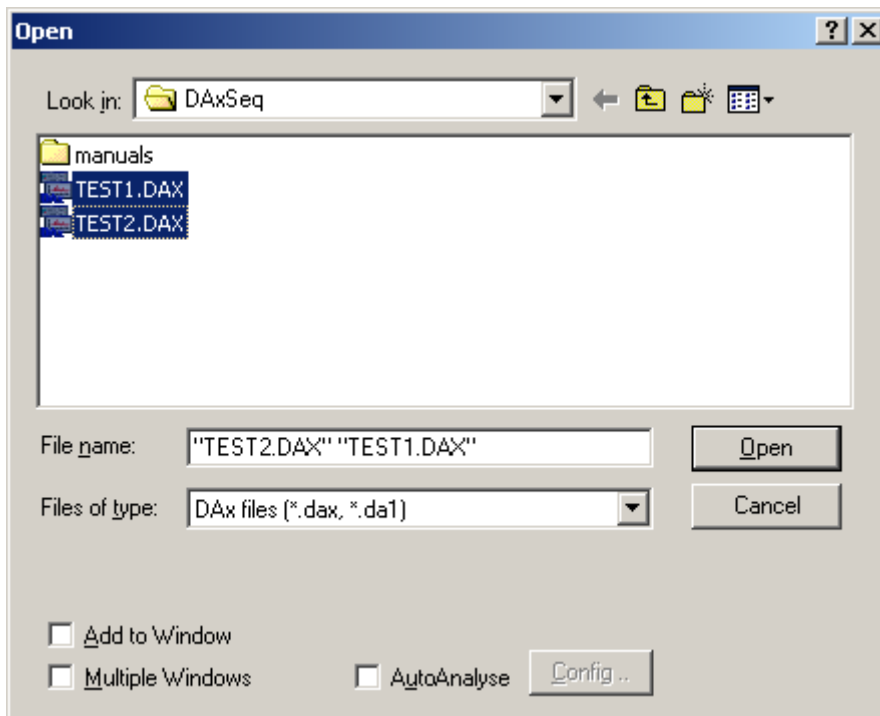 Open
Look in: DAxSeq
manuals
TEST1.DAX
TEST2.DAX
File name: "TEST2.DAX" "TEST1.DAX" Open
Files of type: DAx files (*.dax, *.da1) Cancel
Add to Window
Multiple Windows AutoAnalyse Config ..